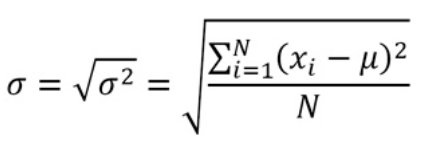 σ = √σ² = √(∑ᵢ₌₁ᴺ(xᵢ − μ)² / N)